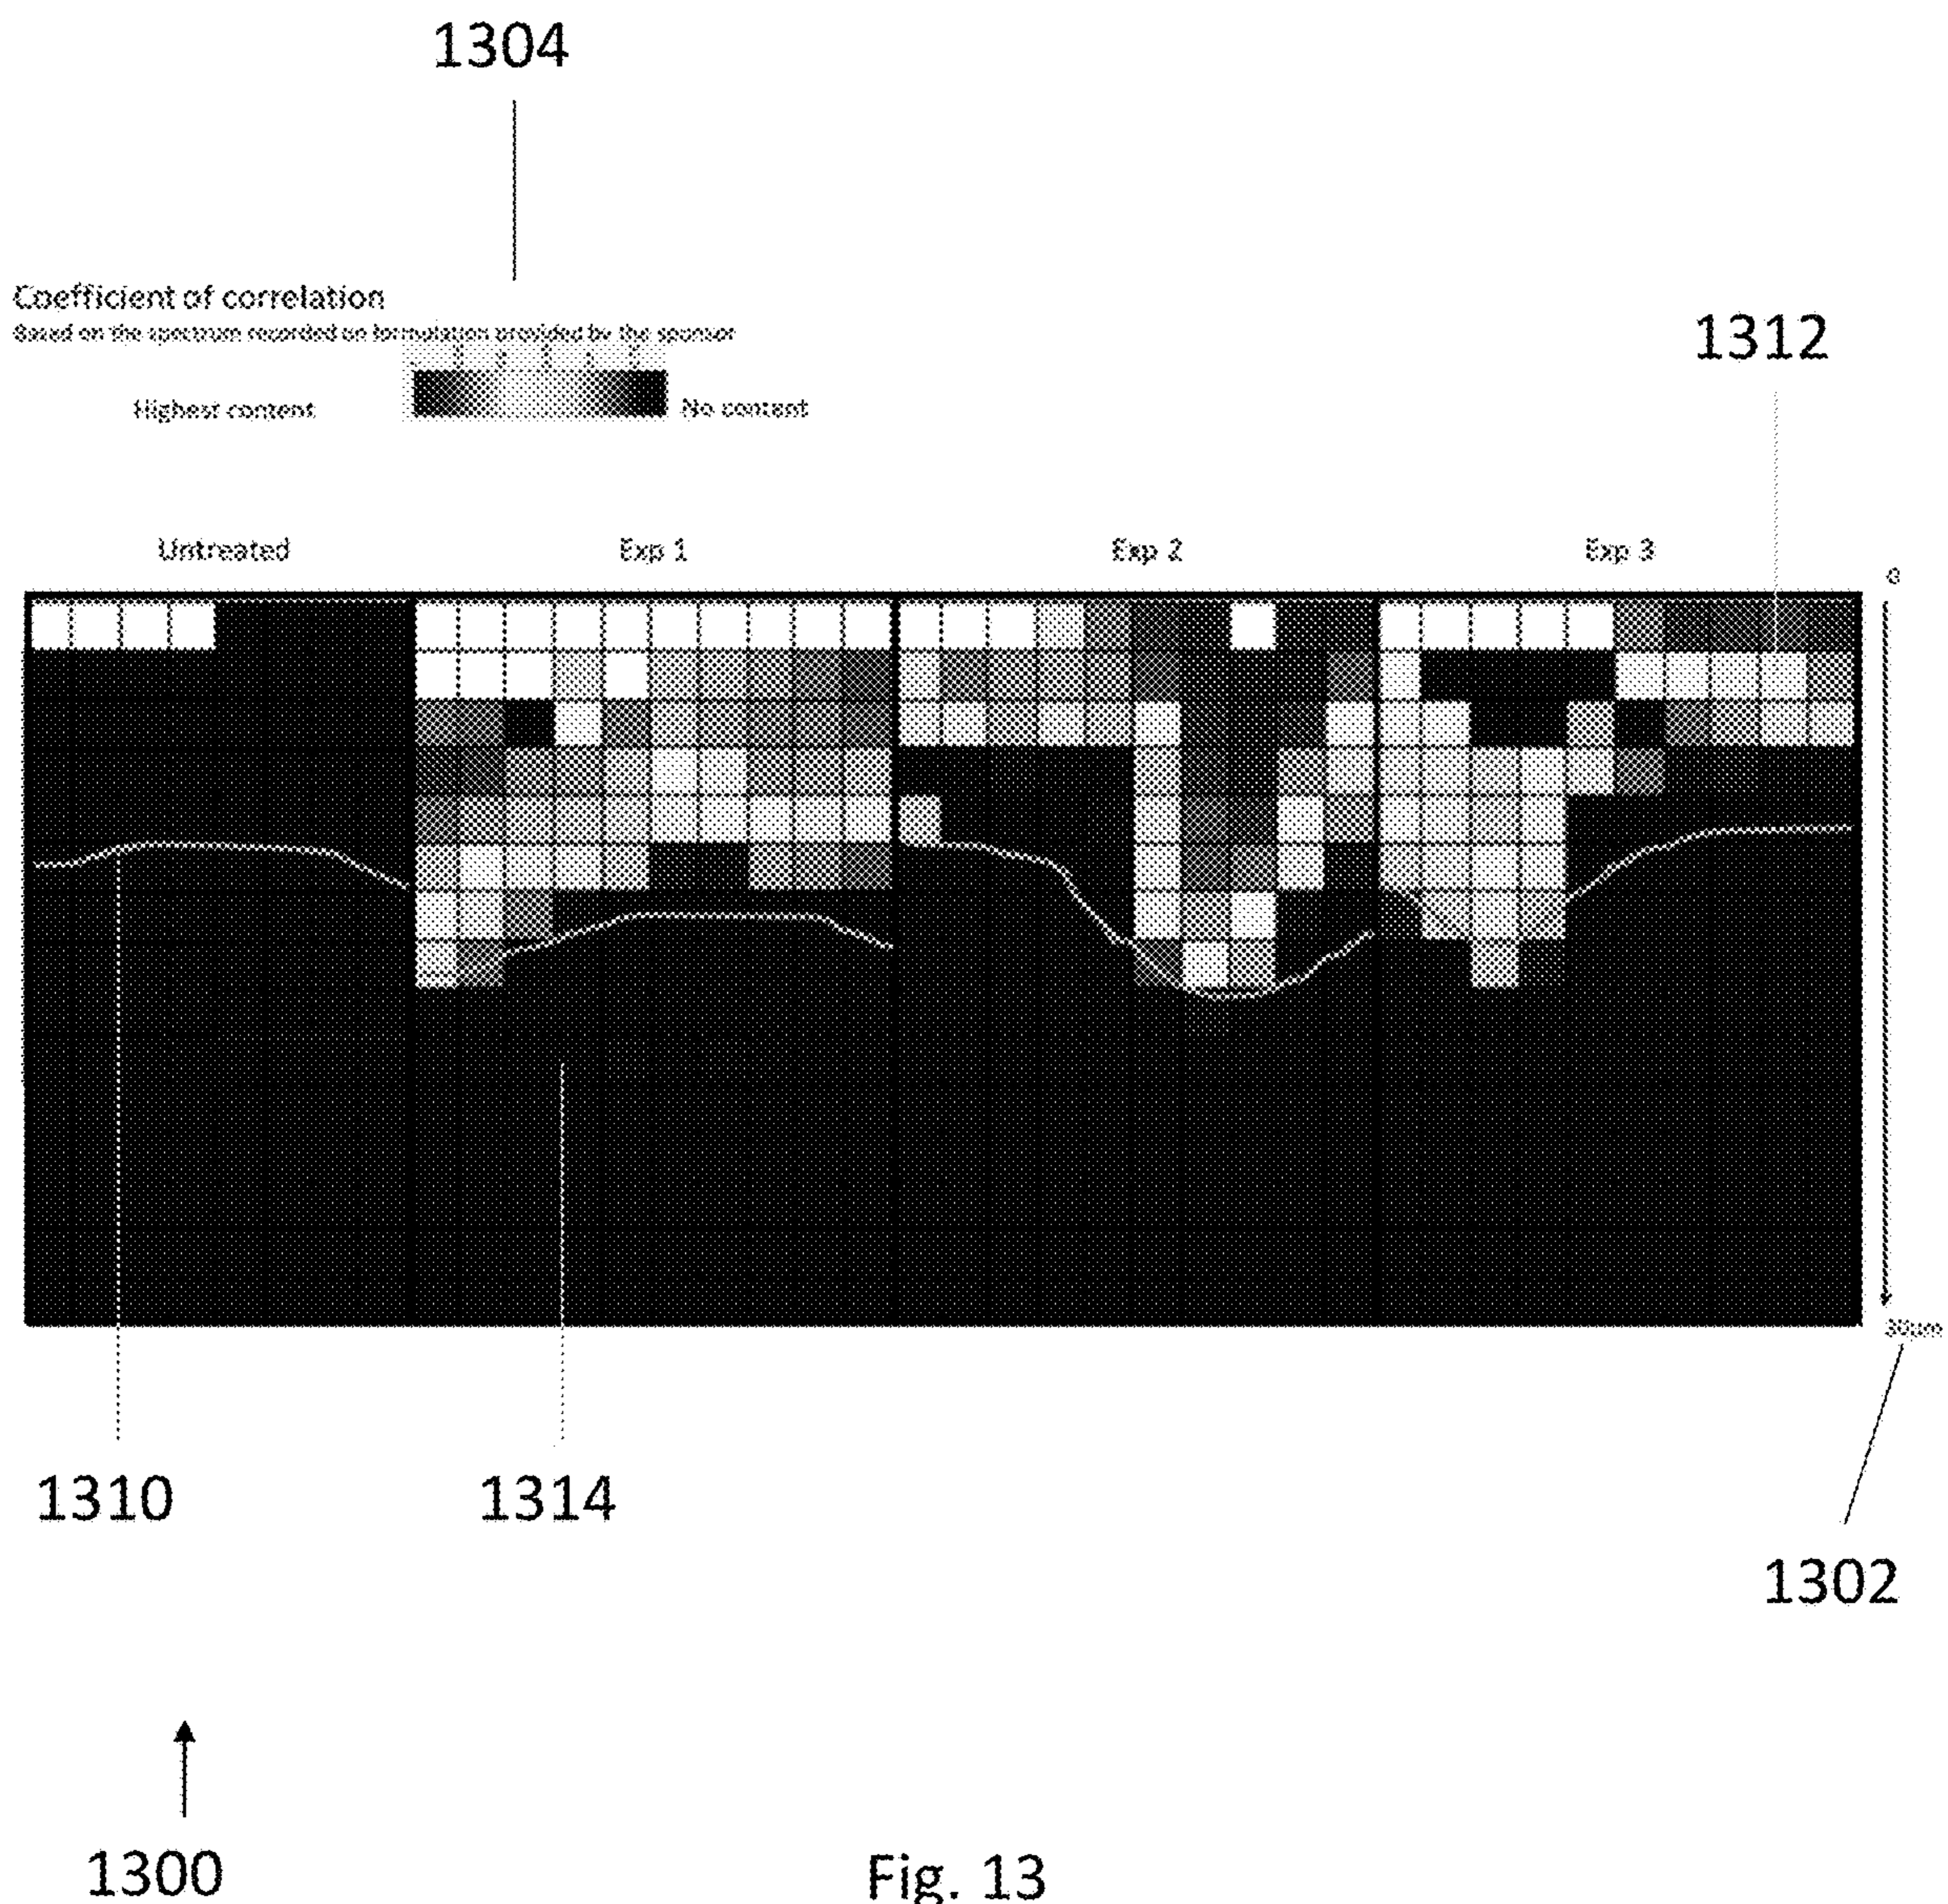 1304
Coefficient of correlation
Based on the spectrum recorded on formulation provided by the sponsor
1312
Highest content
No content
Untreated Exp 1 Exp 2 Exp 3
0
30µm
1310
1314
1302
1300
Fig. 13